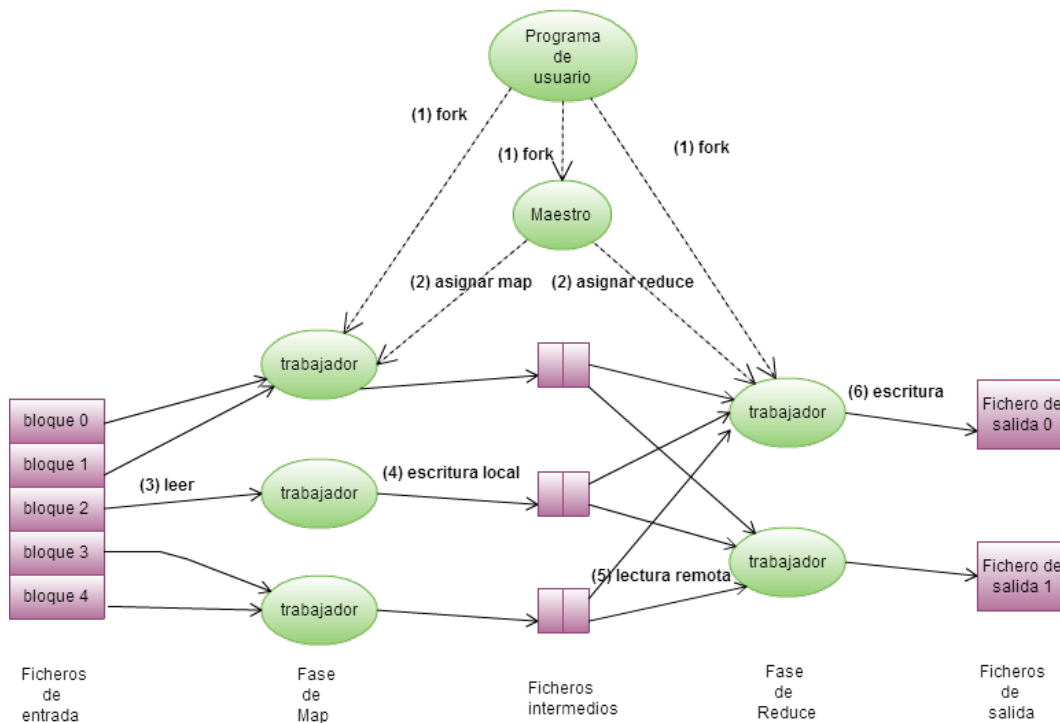 Programa
de
usuario
(1) fork
(1) fork
(1) fork
Maestro
(2) asignar map
(2) asignar reduce
trabajador
trabajador
(6) escritura
Fichero de
salida 0
bloque 0
bloque 1
bloque 2
bloque 3
bloque 4
(3) leer
trabajador
(4) escritura local
trabajador
(5) lectura remota
trabajador
Fichero de
salida 1
Ficheros
de
entrada
Fase
de
Map
Ficheros
intermedios
Fase
de
Reduce
Ficheros
de
salida